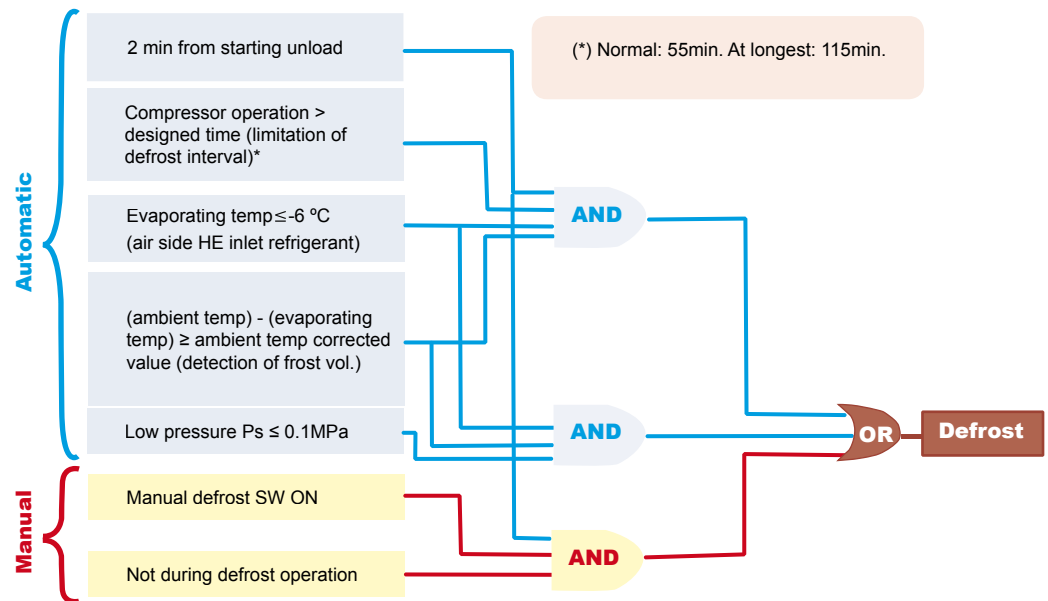 2 min from starting unload
(*) Normal: 55min. At longest: 115min.
Compressor operation >
designed time (limitation of
defrost interval)*
Automatic
Evaporating temp≤-6 ºC
(air side HE inlet refrigerant)
AND
(ambient temp) - (evaporating
temp) ≥ ambient temp corrected
value (detection of frost vol.)
Low pressure Ps ≤ 0.1MPa
AND
OR
Defrost
Manual
Manual defrost SW ON
Not during defrost operation
AND